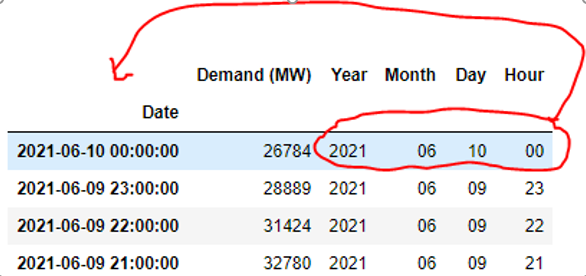 Demand (MW) Year Month Day Hour
Date
2021-06-10 00:00:00 26784 2021 06 10 00
2021-06-09 23:00:00 28889 2021 06 09 23
2021-06-09 22:00:00 31424 2021 06 09 22
2021-06-09 21:00:00 32780 2021 06 09 21